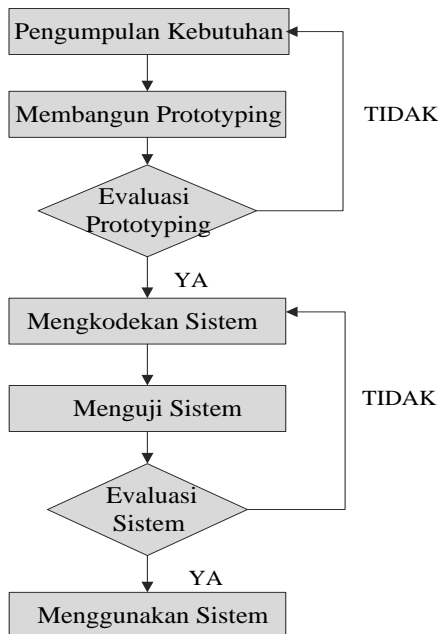 Pengumpulan Kebutuhan
Membangun Prototyping
TIDAK
Evaluasi
Prototyping
YA
Mengkodekan Sistem
Menguji Sistem
TIDAK
Evaluasi
Sistem
YA
Menggunakan Sistem